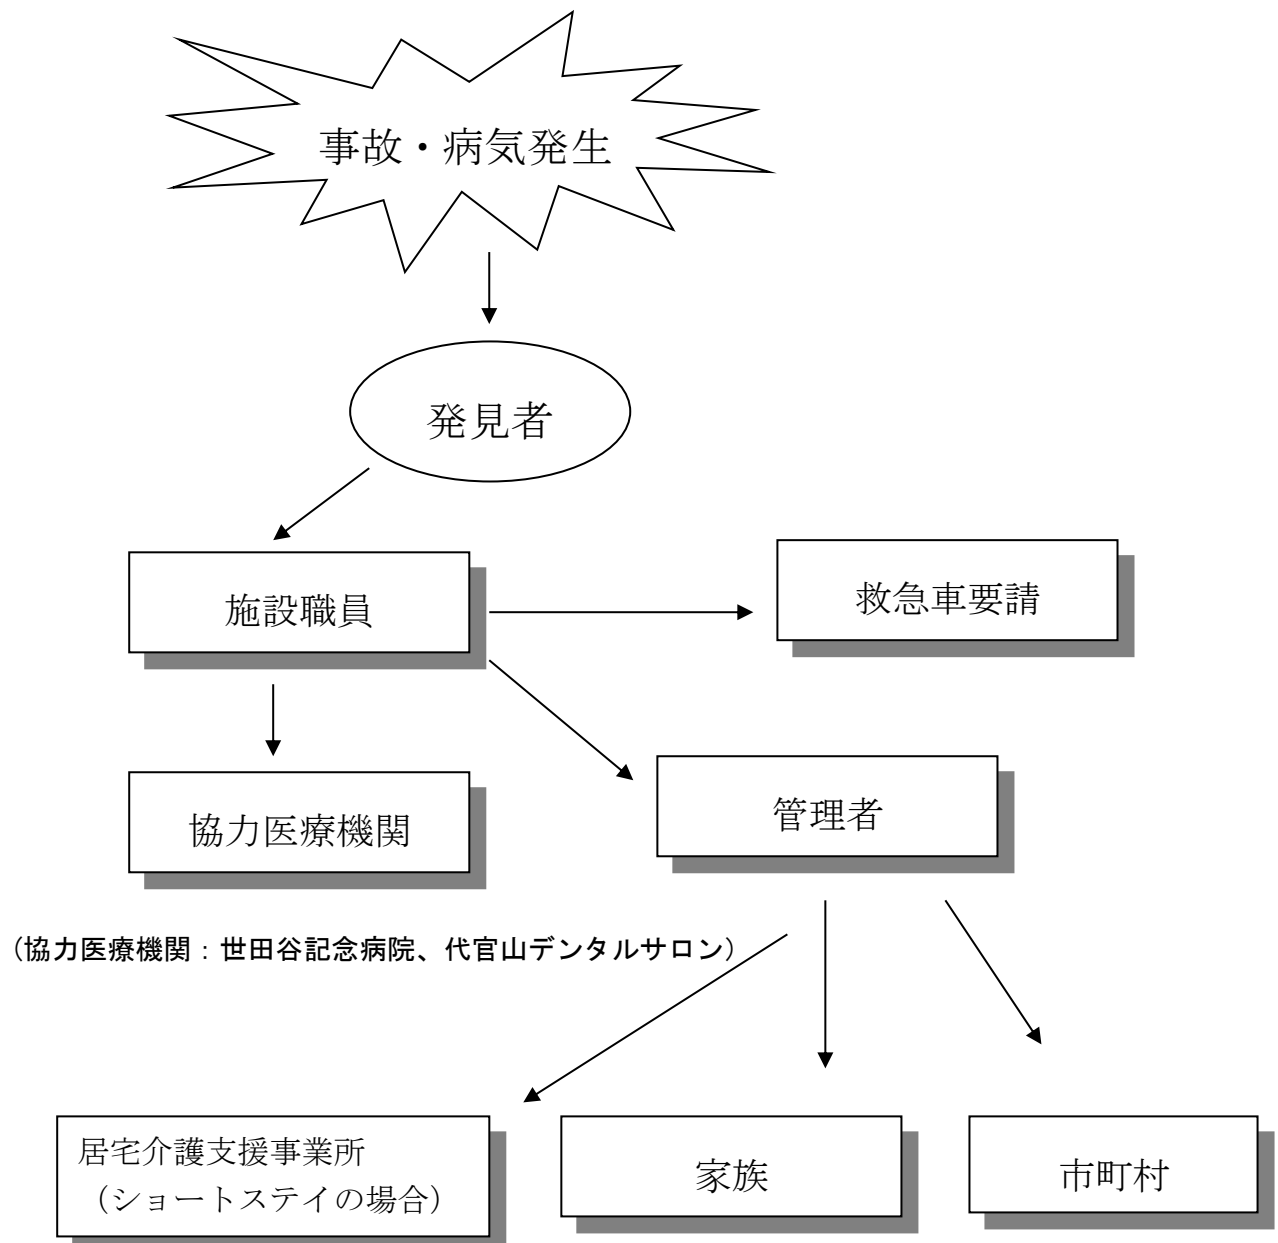 事故・病気発生
発見者
施設職員
救急車要請
協力医療機関
管理者
(協力医療機関：世田谷記念病院、代官山デンタルサロン)
居宅介護支援事業所
（ショートステイの場合）
家族
市町村